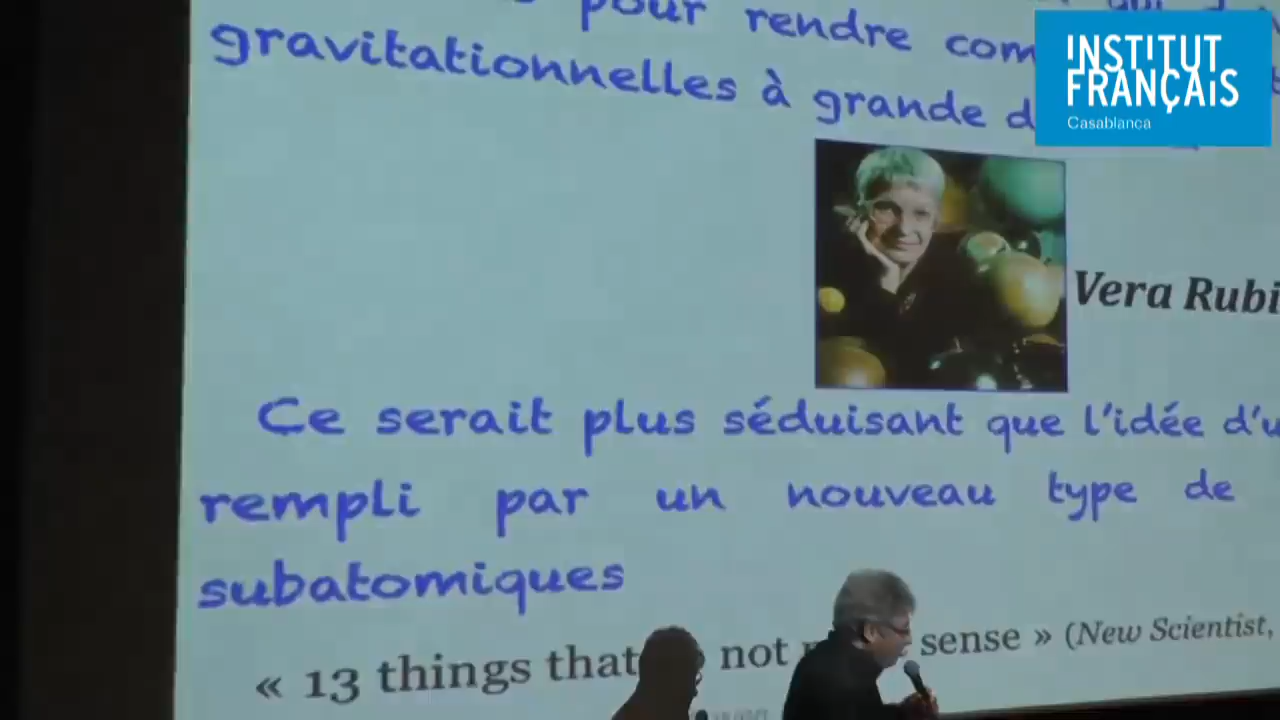 pour rendre com
gravitationnelles à grande d
INSTITUT
FRANÇAIS
Casablanca
Vera Rubi
Ce serait plus séduisant que l'idée d'u
rempli par un nouveau type de
subatomiques
« 13 things that not sense » (New Scientist,